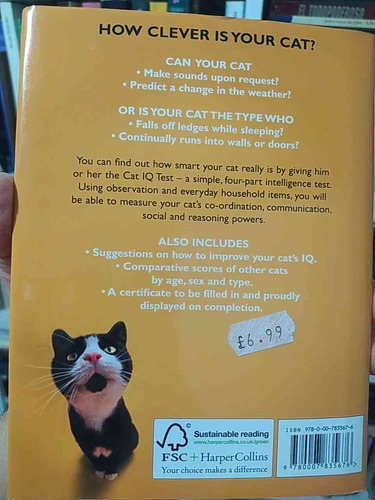 EL TODOPODEROSO
HOW CLEVER IS YOUR CAT?
CAN YOUR CAT
• Make sounds upon request?
• Predict a change in the weather?
OR IS YOUR CAT THE TYPE WHO
• Falls off ledges while sleeping?
• Continually runs into walls or doors?
You can find out how smart your cat really is by giving him
or her the Cat IQ Test – a simple, four-part intelligence test.
Using observation and everyday household items, you will
be able to measure your cat's co-ordination, communication,
social and reasoning powers.
ALSO INCLUDES
• Suggestions on how to improve your cat's IQ.
• Comparative scores of other cats
by age, sex and type.
• A certificate to be filled in and proudly
displayed on completion.
£6.99
Sustainable reading
www.harpercollins.co.uk/green
FSC + HarperCollins
Your choice makes a difference
ISBN 978-0-00-783567-6
9 780007 835676 >